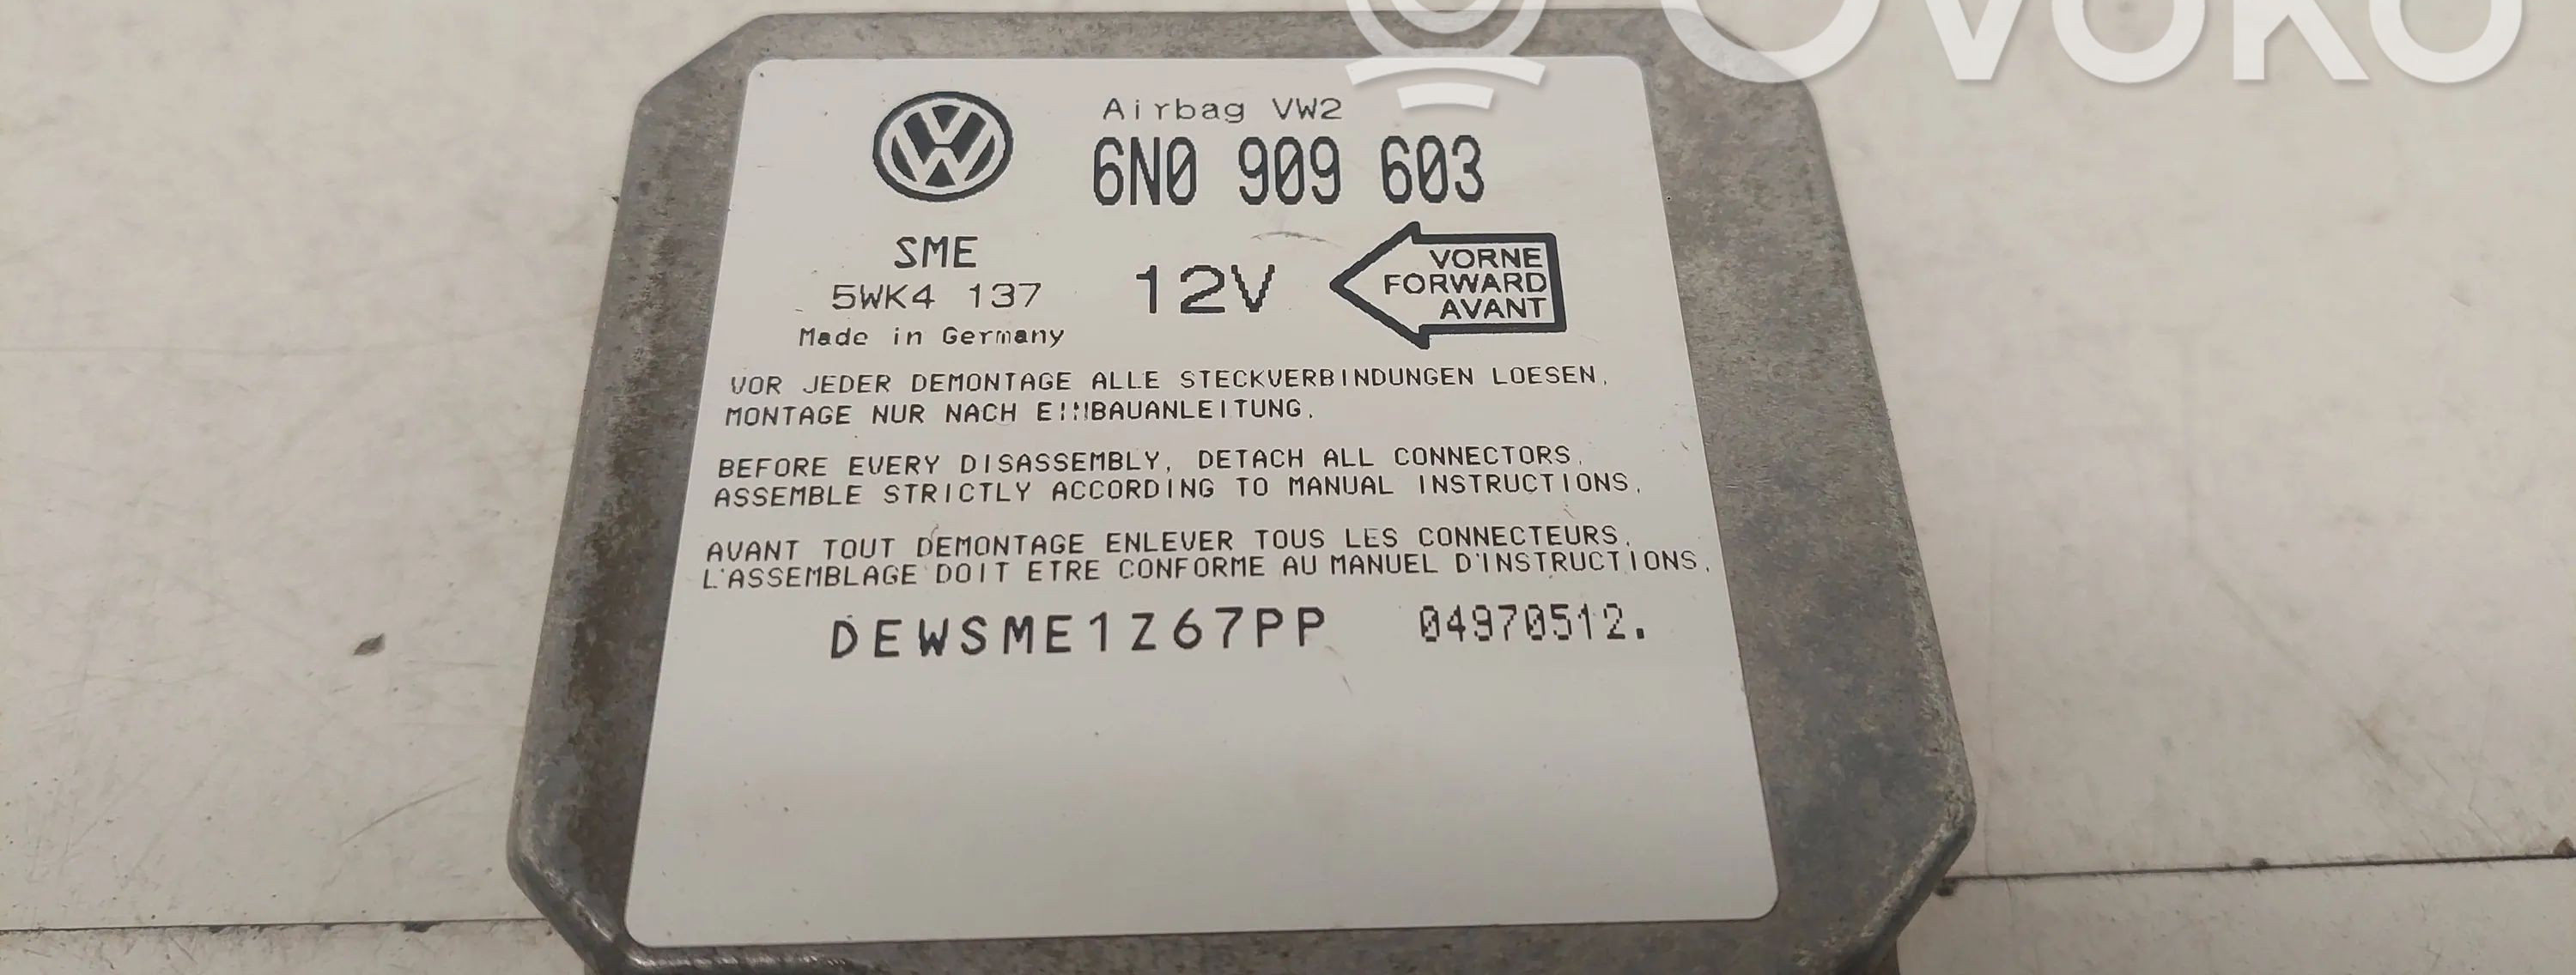 OVOKO
Airbag VW2
6N0 909 603
SME
5WK4 137
Made in Germany
12V
VORNE
FORWARD
AVANT
VOR JEDER DEMONTAGE ALLE STECKVERBINDUNGEN LOESEN.
MONTAGE NUR NACH EINBAUANLEITUNG.
BEFORE EVERY DISASSEMBLY, DETACH ALL CONNECTORS.
ASSEMBLE STRICTLY ACCORDING TO MANUAL INSTRUCTIONS.
AVANT TOUT DEMONTAGE ENLEVER TOUS LES CONNECTEURS.
L'ASSEMBLAGE DOIT ETRE CONFORME AU MANUEL D'INSTRUCTIONS.
DEWSME1Z67PP 04970512.